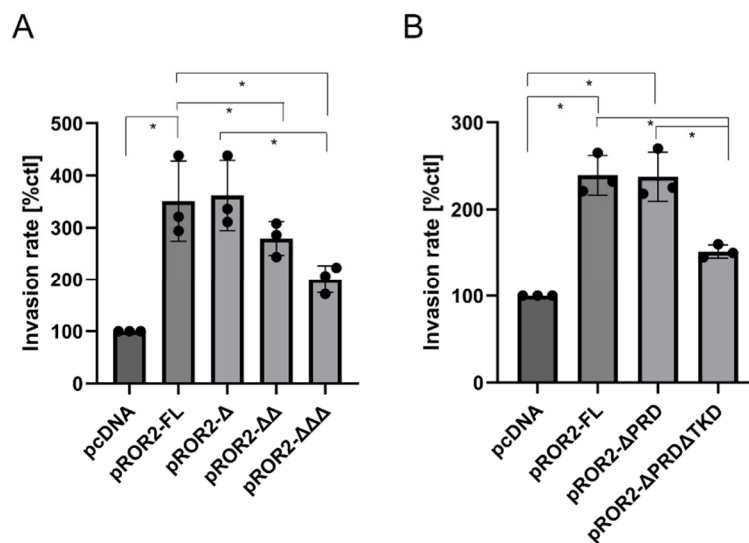 A
B
*
*
*
*
*
*
*
Invasion rate [%ctl]
500
400
300
200
100
0
pcDNA
pROR2-FL
pROR2-Δ
pROR2-ΔΔ
pROR2-ΔΔΔ
Invasion rate [%ctl]
300
200
100
0
pcDNA
pROR2-FL
pROR2-ΔPRD
pROR2-ΔPRDΔTKD